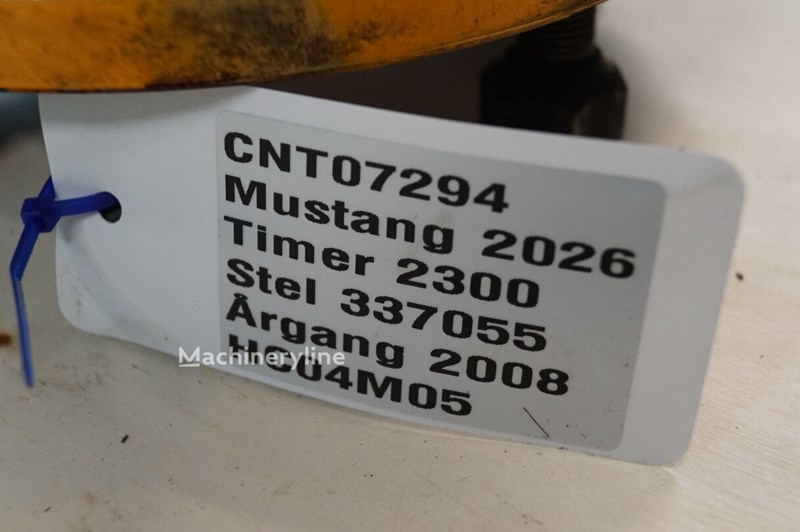 CNT07294
Mustang 2026
Timer 2300
Stel 337055
Årgang 2008
HC04M05
Machineryline